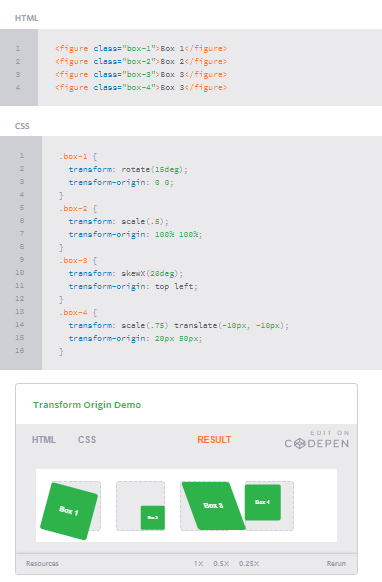 HTML
1 <figure class="box-1">Box 1</figure>
2 <figure class="box-2">Box 2</figure>
3 <figure class="box-3">Box 3</figure>
4 <figure class="box-4">Box 3</figure>
CSS
1 .box-1 {
2 transform: rotate(15deg);
3 transform-origin: 0 0;
4 }
5 .box-2 {
6 transform: scale(.5);
7 transform-origin: 100% 100%;
8 }
9 .box-3 {
10 transform: skewX(20deg);
11 transform-origin: top left;
12 }
13 .box-4 {
14 transform: scale(.75) translate(-10px, -10px);
15 transform-origin: 20px 50px;
16 }
Transform Origin Demo
EDIT ON
HTML CSS RESULT CODEPEN
Box 1 Box 2 Box 3 Box 4
Resources 1X 0.5X 0.25X Rerun